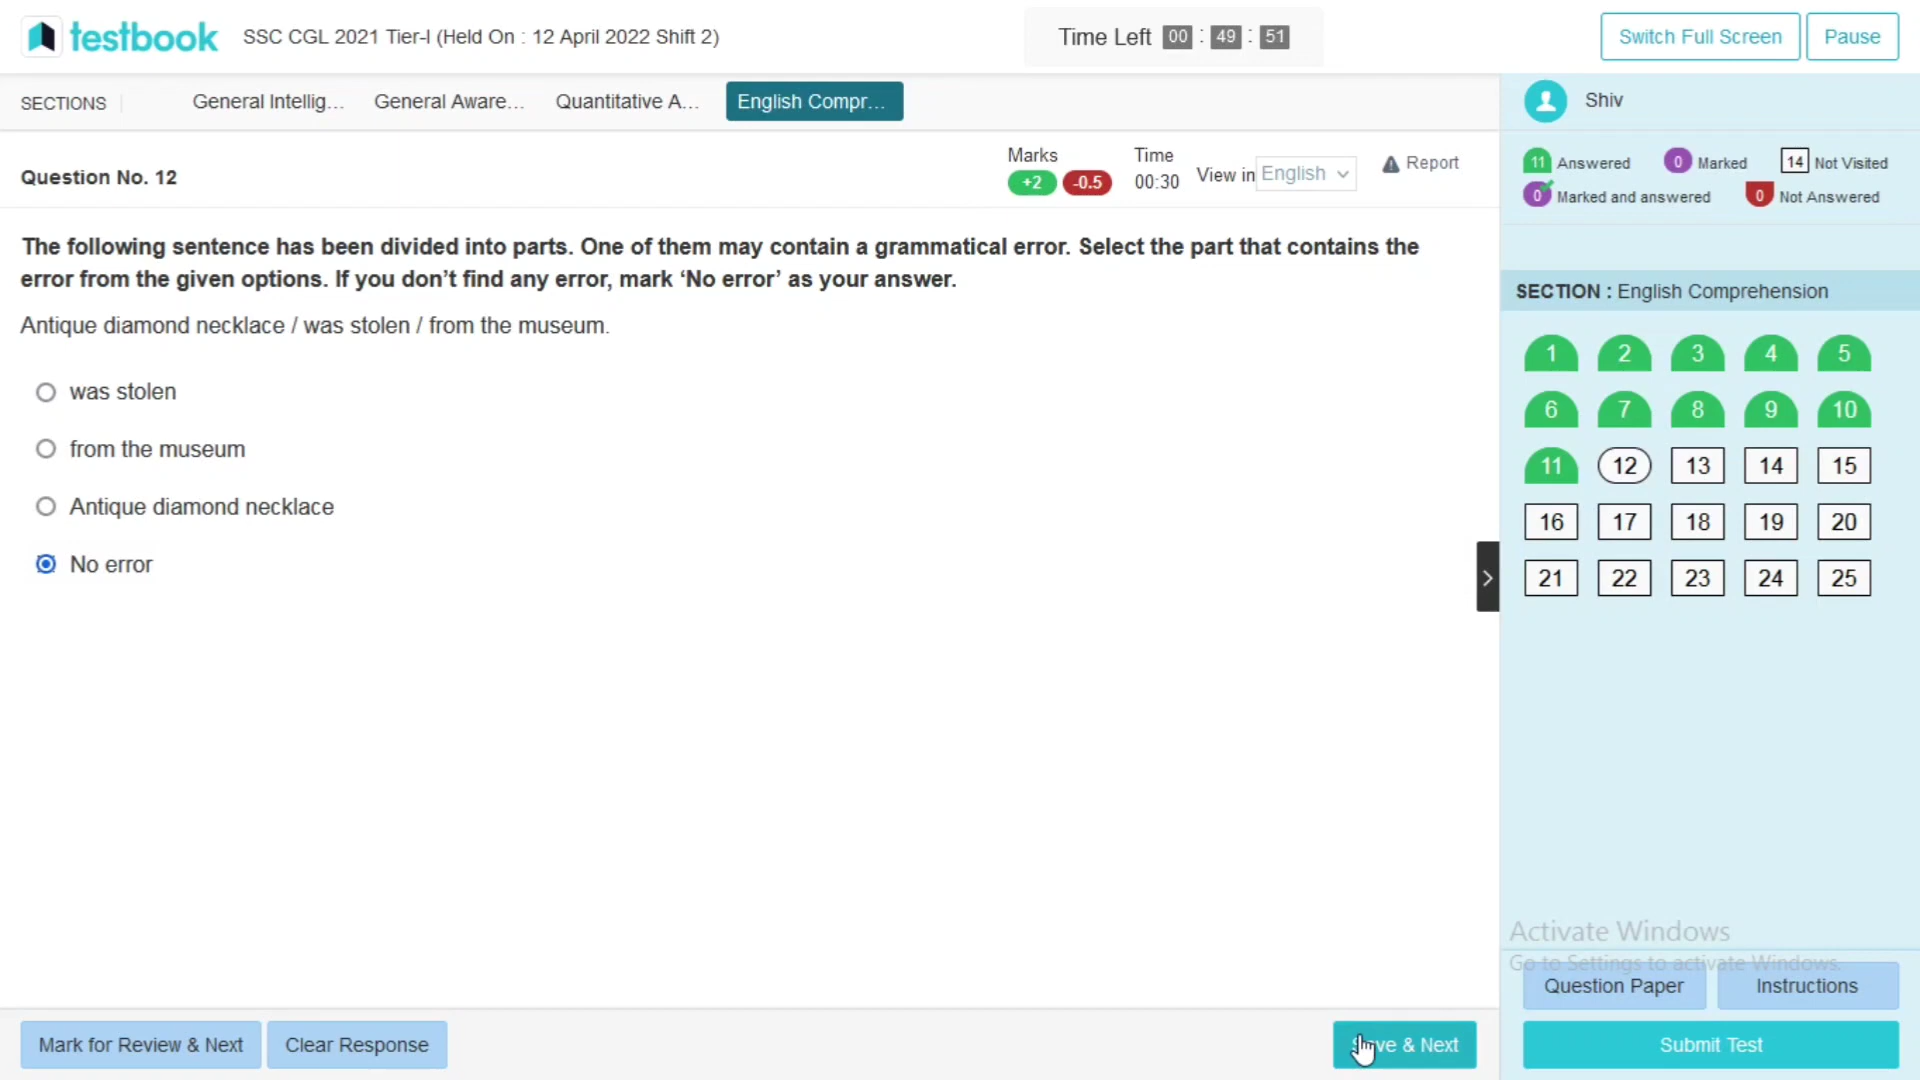 testbook SSC CGL 2021 Tier-I (Held On : 12 April 2022 Shift 2) Time Left 00 : 49 : 51 Switch Full Screen Pause
SECTIONS General Intellig... General Aware... Quantitative A... English Compr...
Shiv
Question No. 12
Marks
+2 -0.5
Time
00:30
View in English
Report
11 Answered 0 Marked 14 Not Visited
0 Marked and answered 0 Not Answered
The following sentence has been divided into parts. One of them may contain a grammatical error. Select the part that contains the
error from the given options. If you don’t find any error, mark ‘No error’ as your answer.
Antique diamond necklace / was stolen / from the museum.
was stolen
from the museum
Antique diamond necklace
No error
SECTION : English Comprehension
1 2 3 4 5
6 7 8 9 10
11 12 13 14 15
16 17 18 19 20
21 22 23 24 25
Activate Windows
Go to Settings to activate Windows.
Question Paper Instructions
Mark for Review & Next Clear Response & Next Submit Test